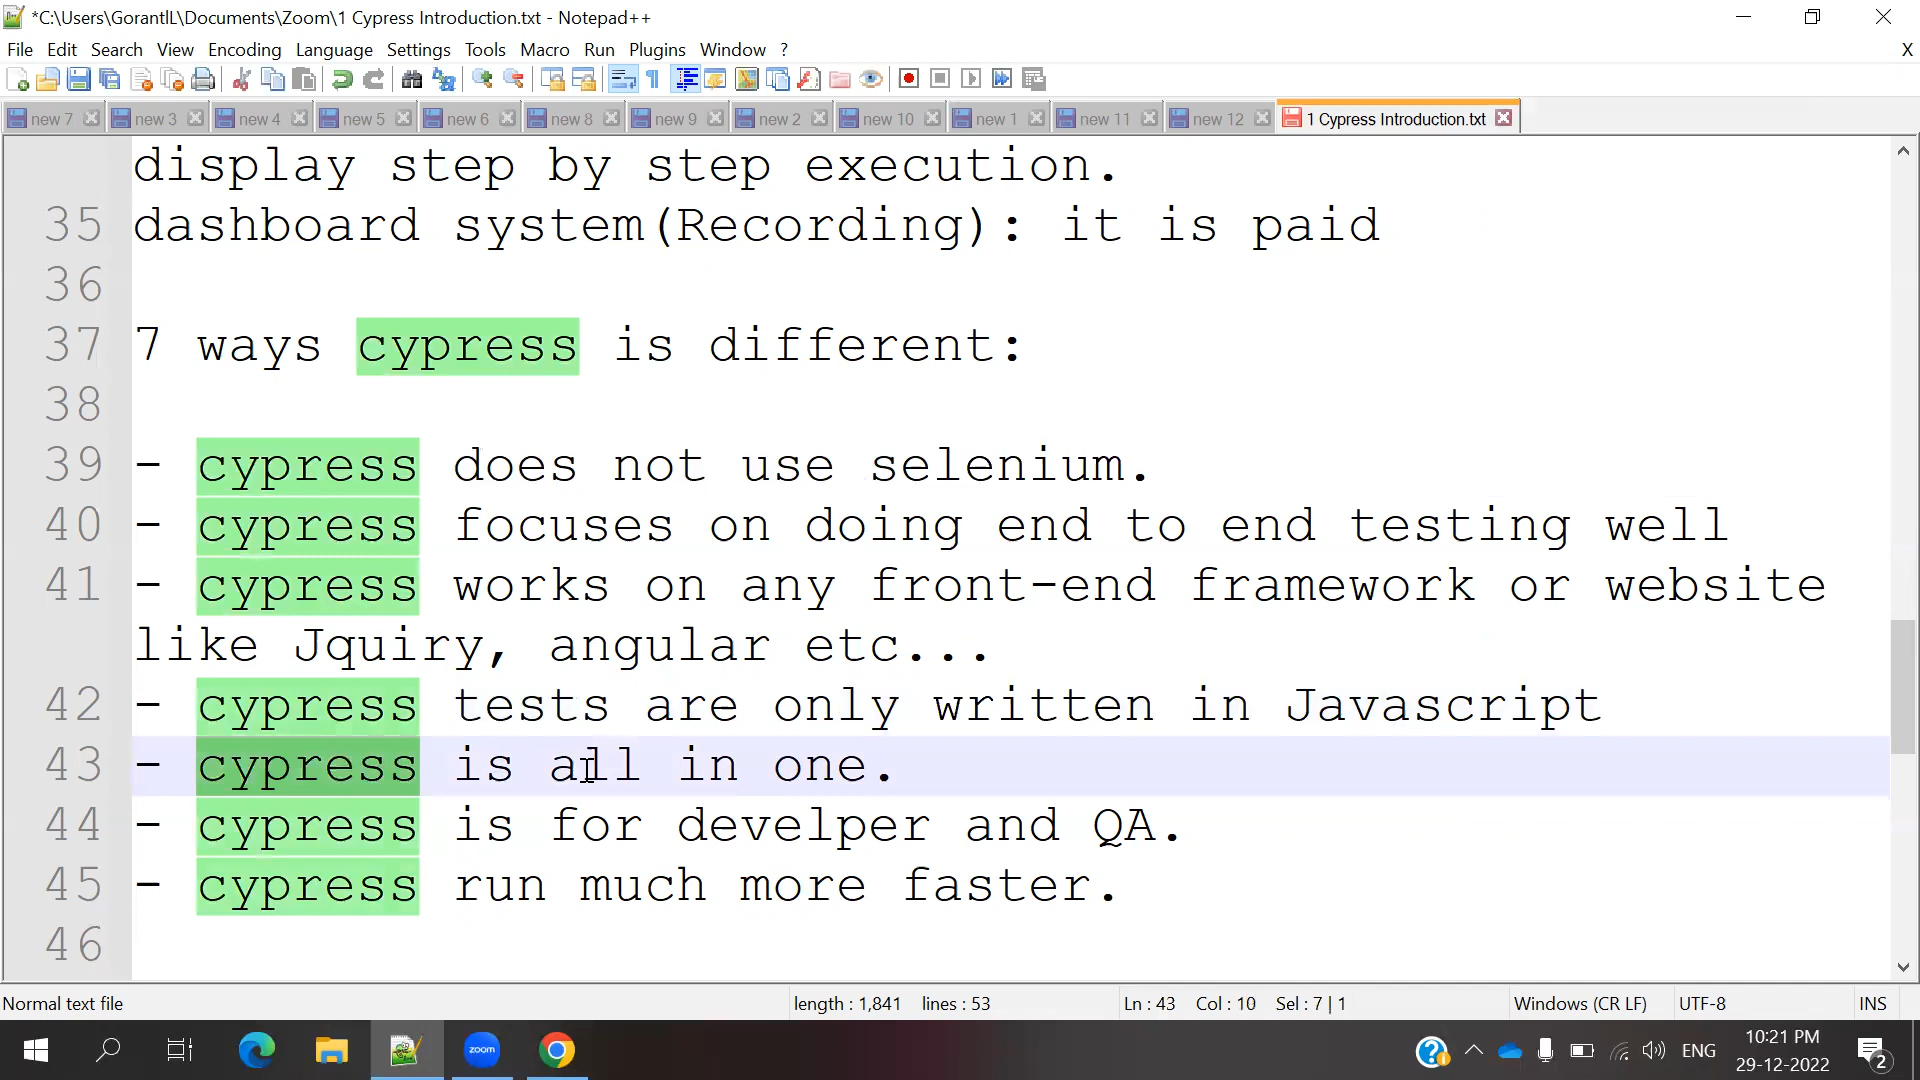 *C:\Users\GorantlL\Documents\Zoom\1 Cypress Introduction.txt - Notepad++
File Edit Search View Encoding Language Settings Tools Macro Run Plugins Window ? X
new 7 new 3 new 4 new 5 new 6 new 8 new 9 new 2 new 10 new 1 new 11 new 12 1 Cypress Introduction.txt
display step by step execution.
35 dashboard system(Recording): it is paid
36
37 7 ways cypress is different:
38
39 - cypress does not use selenium.
40 - cypress focuses on doing end to end testing well
41 - cypress works on any front-end framework or website
like Jquiry, angular etc...
42 - cypress tests are only written in Javascript
43 - cypress is all in one.
44 - cypress is for develper and QA.
45 - cypress run much more faster.
46
Normal text file length : 1,841 lines : 53 Ln : 43 Col : 10 Sel : 7 | 1 Windows (CR LF) UTF-8 INS
zoom ENG 10:21 PM
29-12-2022 2